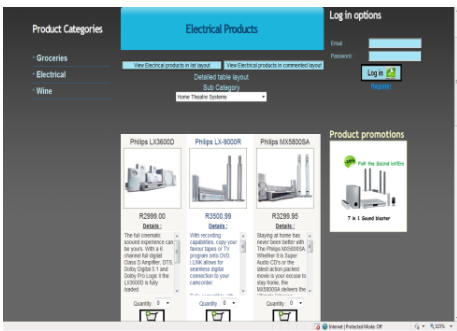 Product Categories
Groceries
Electrical
Wine
Electrical Products
View Electrical products in list layout
View Electrical products in commented layout
Detailed table layout
Sub Category
Home Theatre Systems
Philips LX3600D
R2999.00
Details :
The full cinematic
sound experience can
be yours. With a 6
channel full digital
Class D Amplifier, DTS,
Dolby Digital 5.1 and
Dolby Pro Logic II the
LX3600D is fully
loaded.
Quantity 0
Philips LX-9000R
R3500.99
Details :
With recording
capabilities, copy your
favour tapes or TV
program onto DVD.
I.LINK allows for
seamless digital
connection to your
camcorder.
Quantity 0
Philips MX5800SA
R3299.95
Details :
Staying at home has
never been better with
The Philips MX5800SA
Whether it is Super
Audio CD's or the
latest action packed
movie is your excuse to
stay home, the
MX5800SA delivers the
Quantity 0
Log in options
Email :
Password:
Log in
Register
Product promotions
7 in 1 Sound blaster
Internet | Protected Mode: Off